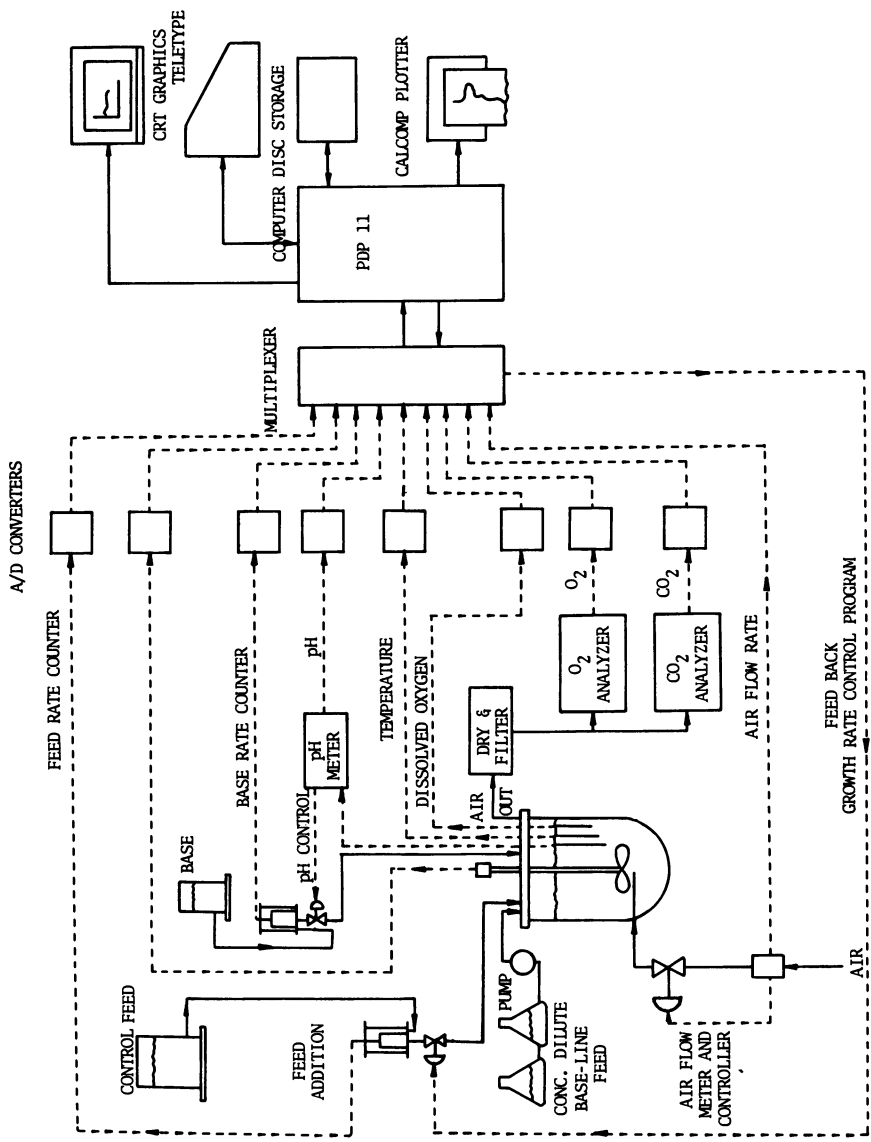 A/D CONVERTERS
FEED RATE COUNTER
BASE RATE COUNTER
pH
TEMPERATURE
DISSOLVED OXYGEN
O2
CO2
AIR FLOW RATE
FEED BACK
GROWTH RATE CONTROL PROGRAM
MULTIPLEXER
PDP 11
CRT GRAPHICS
TELETYPE
COMPUTER DISC STORAGE
CALCOMP PLOTTER
CONTROL FEED
BASE
pH CONTROL
pH
METER
FEED
ADDITION
PUMP
CONC. DILUTE
BASE-LINE
FEED
AIR
OUT
DRY &
FILTER
O2
ANALYZER
CO2
ANALYZER
AIR FLOW
METER AND
CONTROLLER
AIR